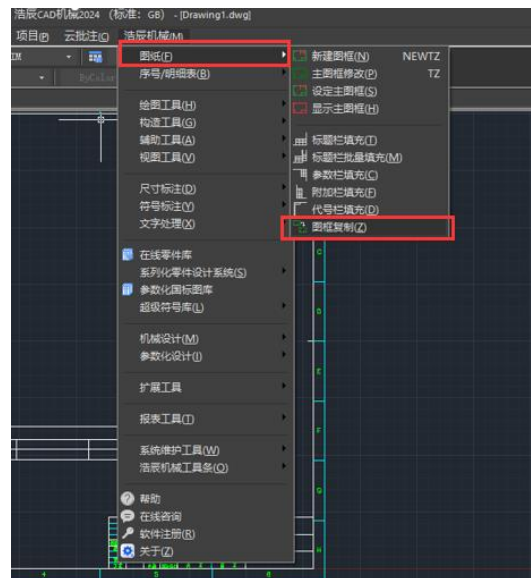 浩辰CAD机械2024 （标准：GB） - [Drawing1.dwg]
项目(P) 云批注(O) 浩辰机械(M)
ByCalor
图纸(F)
序号/明细表(B)
绘图工具(H)
构造工具(G)
辅助工具(A)
视图工具(V)
尺寸标注(D)
符号标注(Y)
文字处理(X)
在线零件库
系列化零件设计系统(S)
参数化国标图库
超级符号库(L)
机械设计(M)
参数化设计(I)
扩展工具
报表工具(T)
系统维护工具(W)
浩辰机械工具条(Q)
帮助
在线咨询
软件注册(R)
关于(Z)
新建图框(N) NEWTZ
主图框修改(P) TZ
设定主图框(S)
显示主图框(H)
标题栏填充(T)
标题栏批量填充(M)
参数栏填充(C)
附加栏填充(F)
代号栏填充(D)
图框复制(Z)
C
D
E
F
G
H
4 5 6